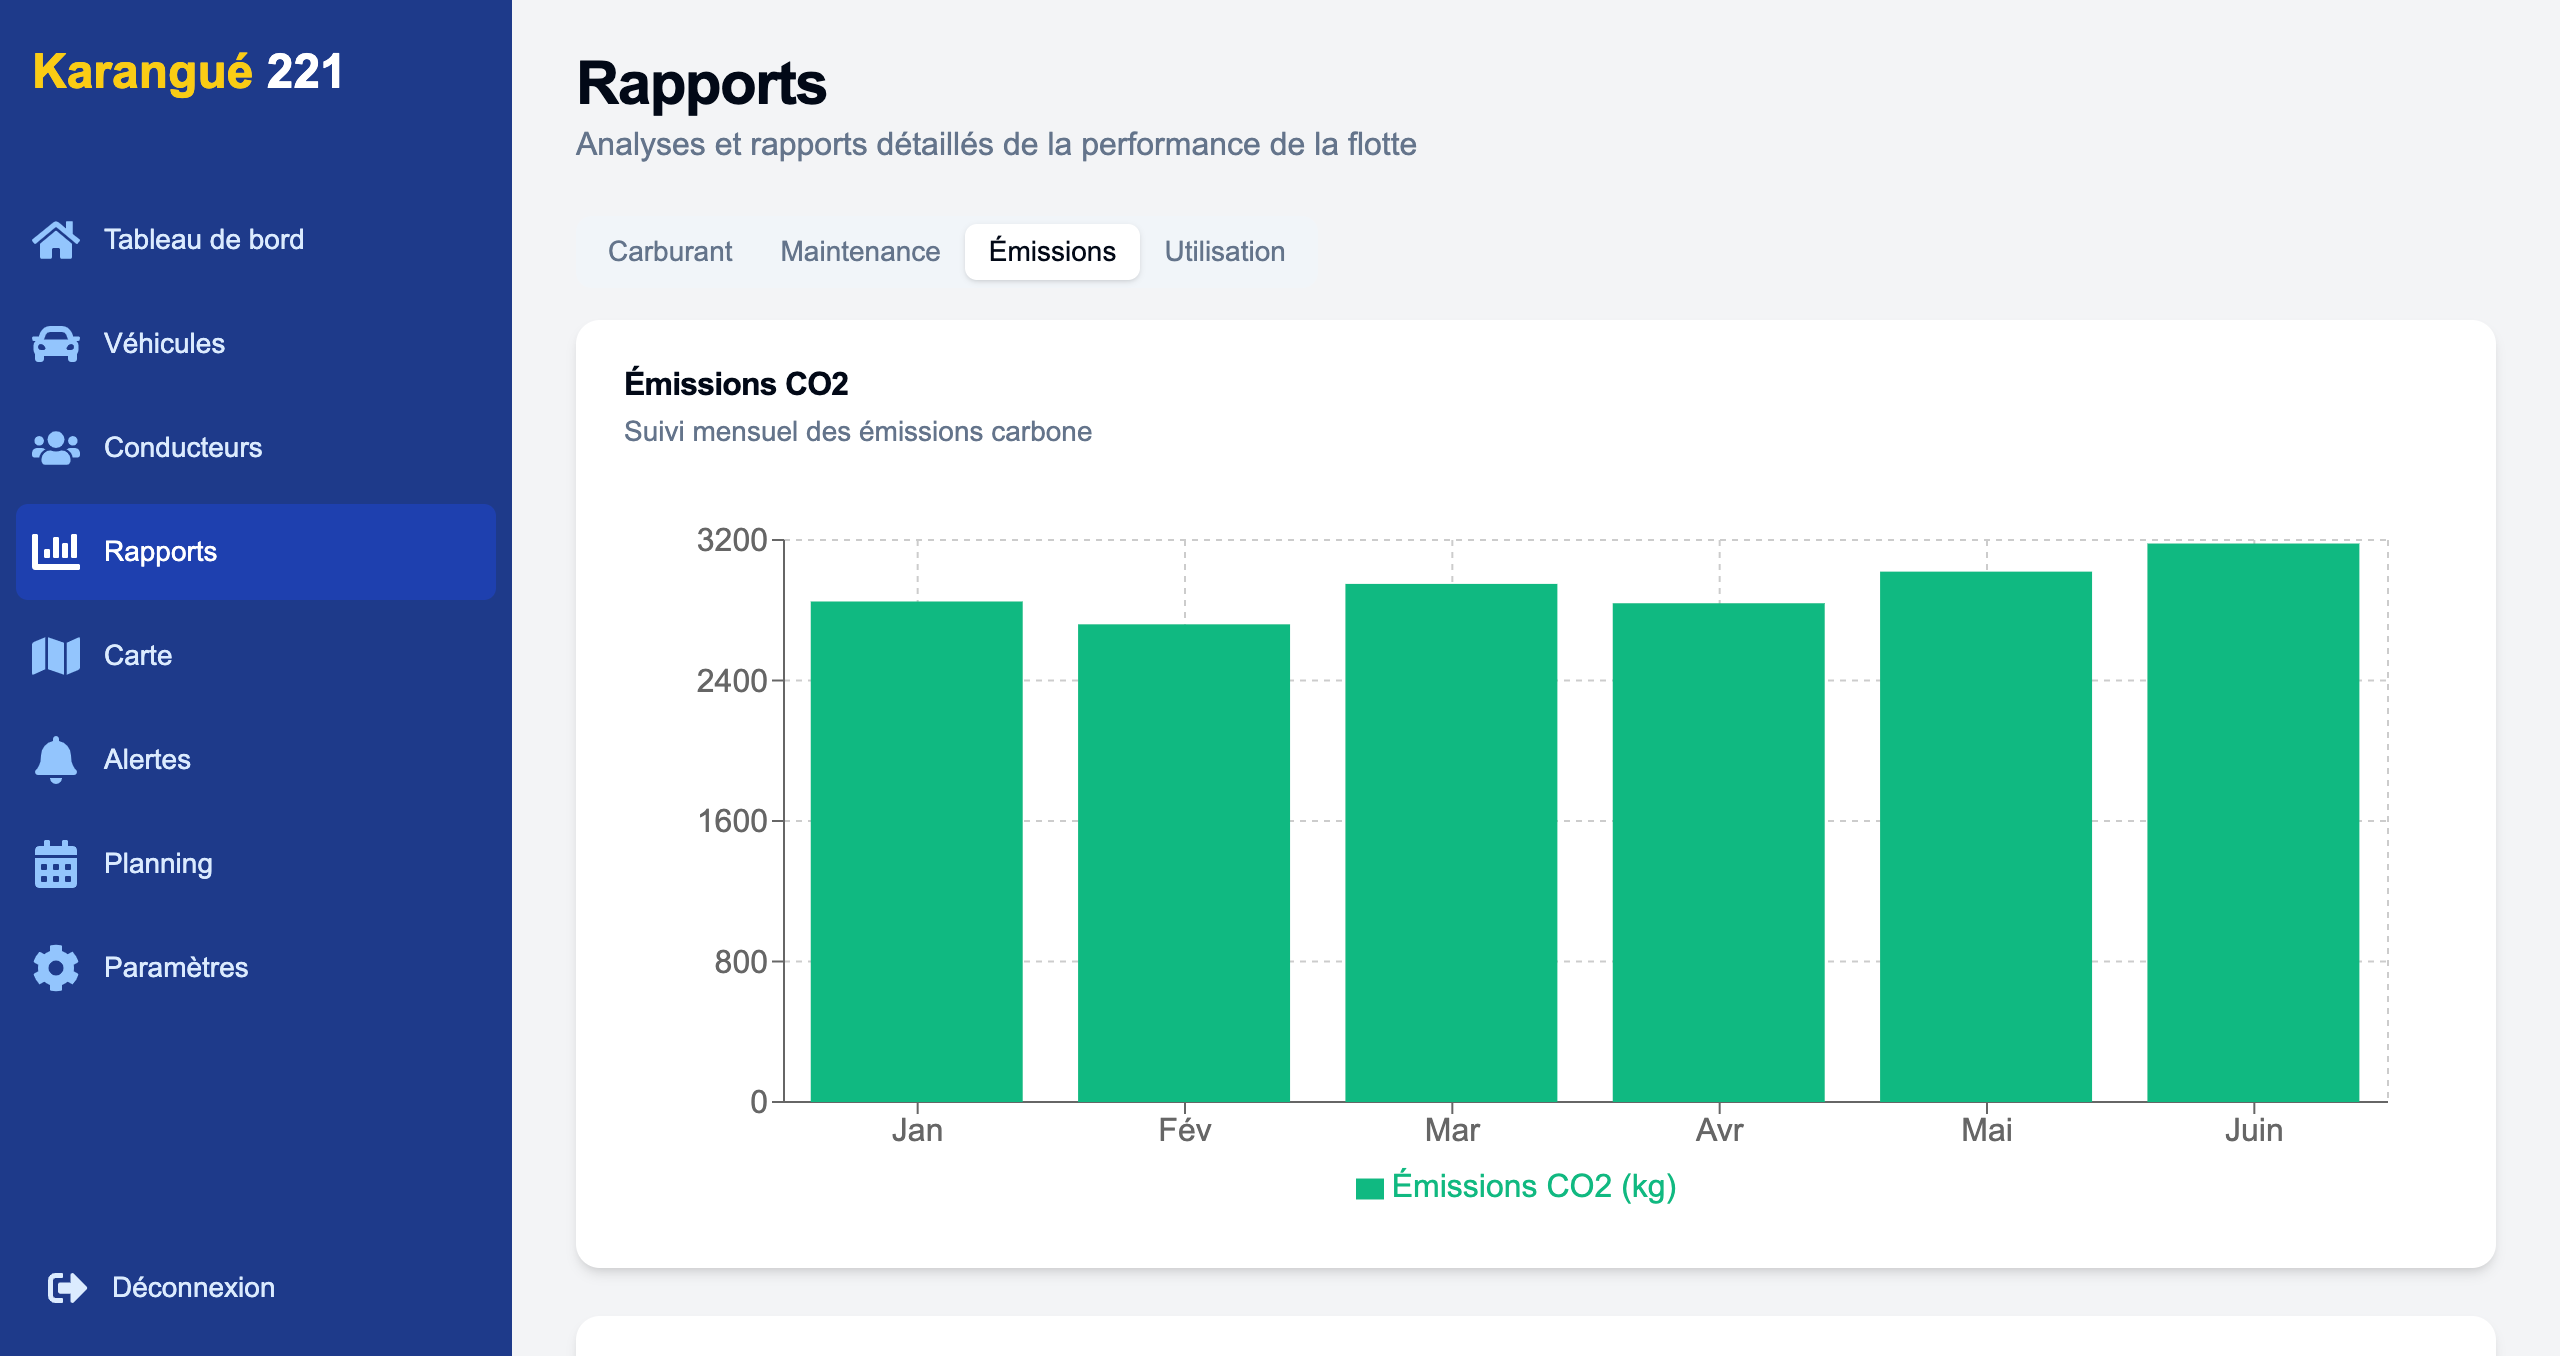 Karangué 221
Tableau de bord
Véhicules
Conducteurs
Rapports
Carte
Alertes
Planning
Paramètres
Déconnexion
Rapports
Analyses et rapports détaillés de la performance de la flotte
Carburant Maintenance Émissions Utilisation
Émissions CO2
Suivi mensuel des émissions carbone
3200
2400
1600
800
0
Jan Fév Mar Avr Mai Juin
Émissions CO2 (kg)